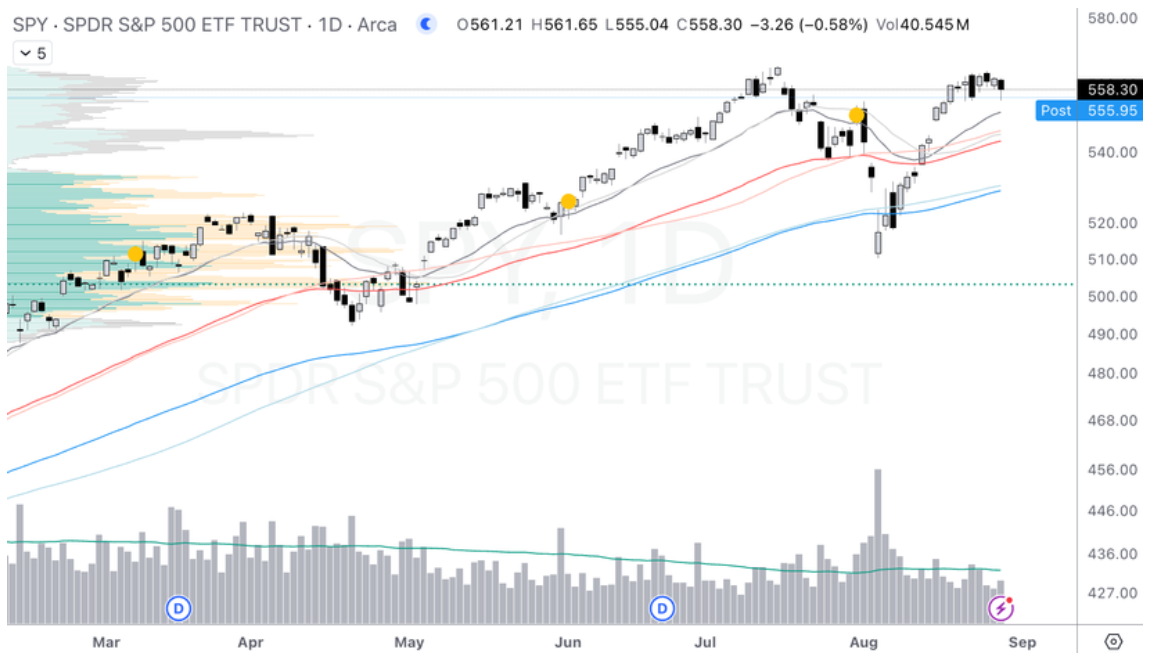 SPY · SPDR S&P 500 ETF TRUST · 1D · Arca O561.21 H561.65 L555.04 C558.30 −3.26 (−0.58%) Vol40.545M
5
580.00
558.30
Post 555.95
540.00
520.00
510.00
500.00
490.00
480.00
468.00
456.00
446.00
436.00
427.00
SPY, 1D
SPDR S&P 500 ETF TRUST
D D
Mar Apr May Jun Jul Aug Sep